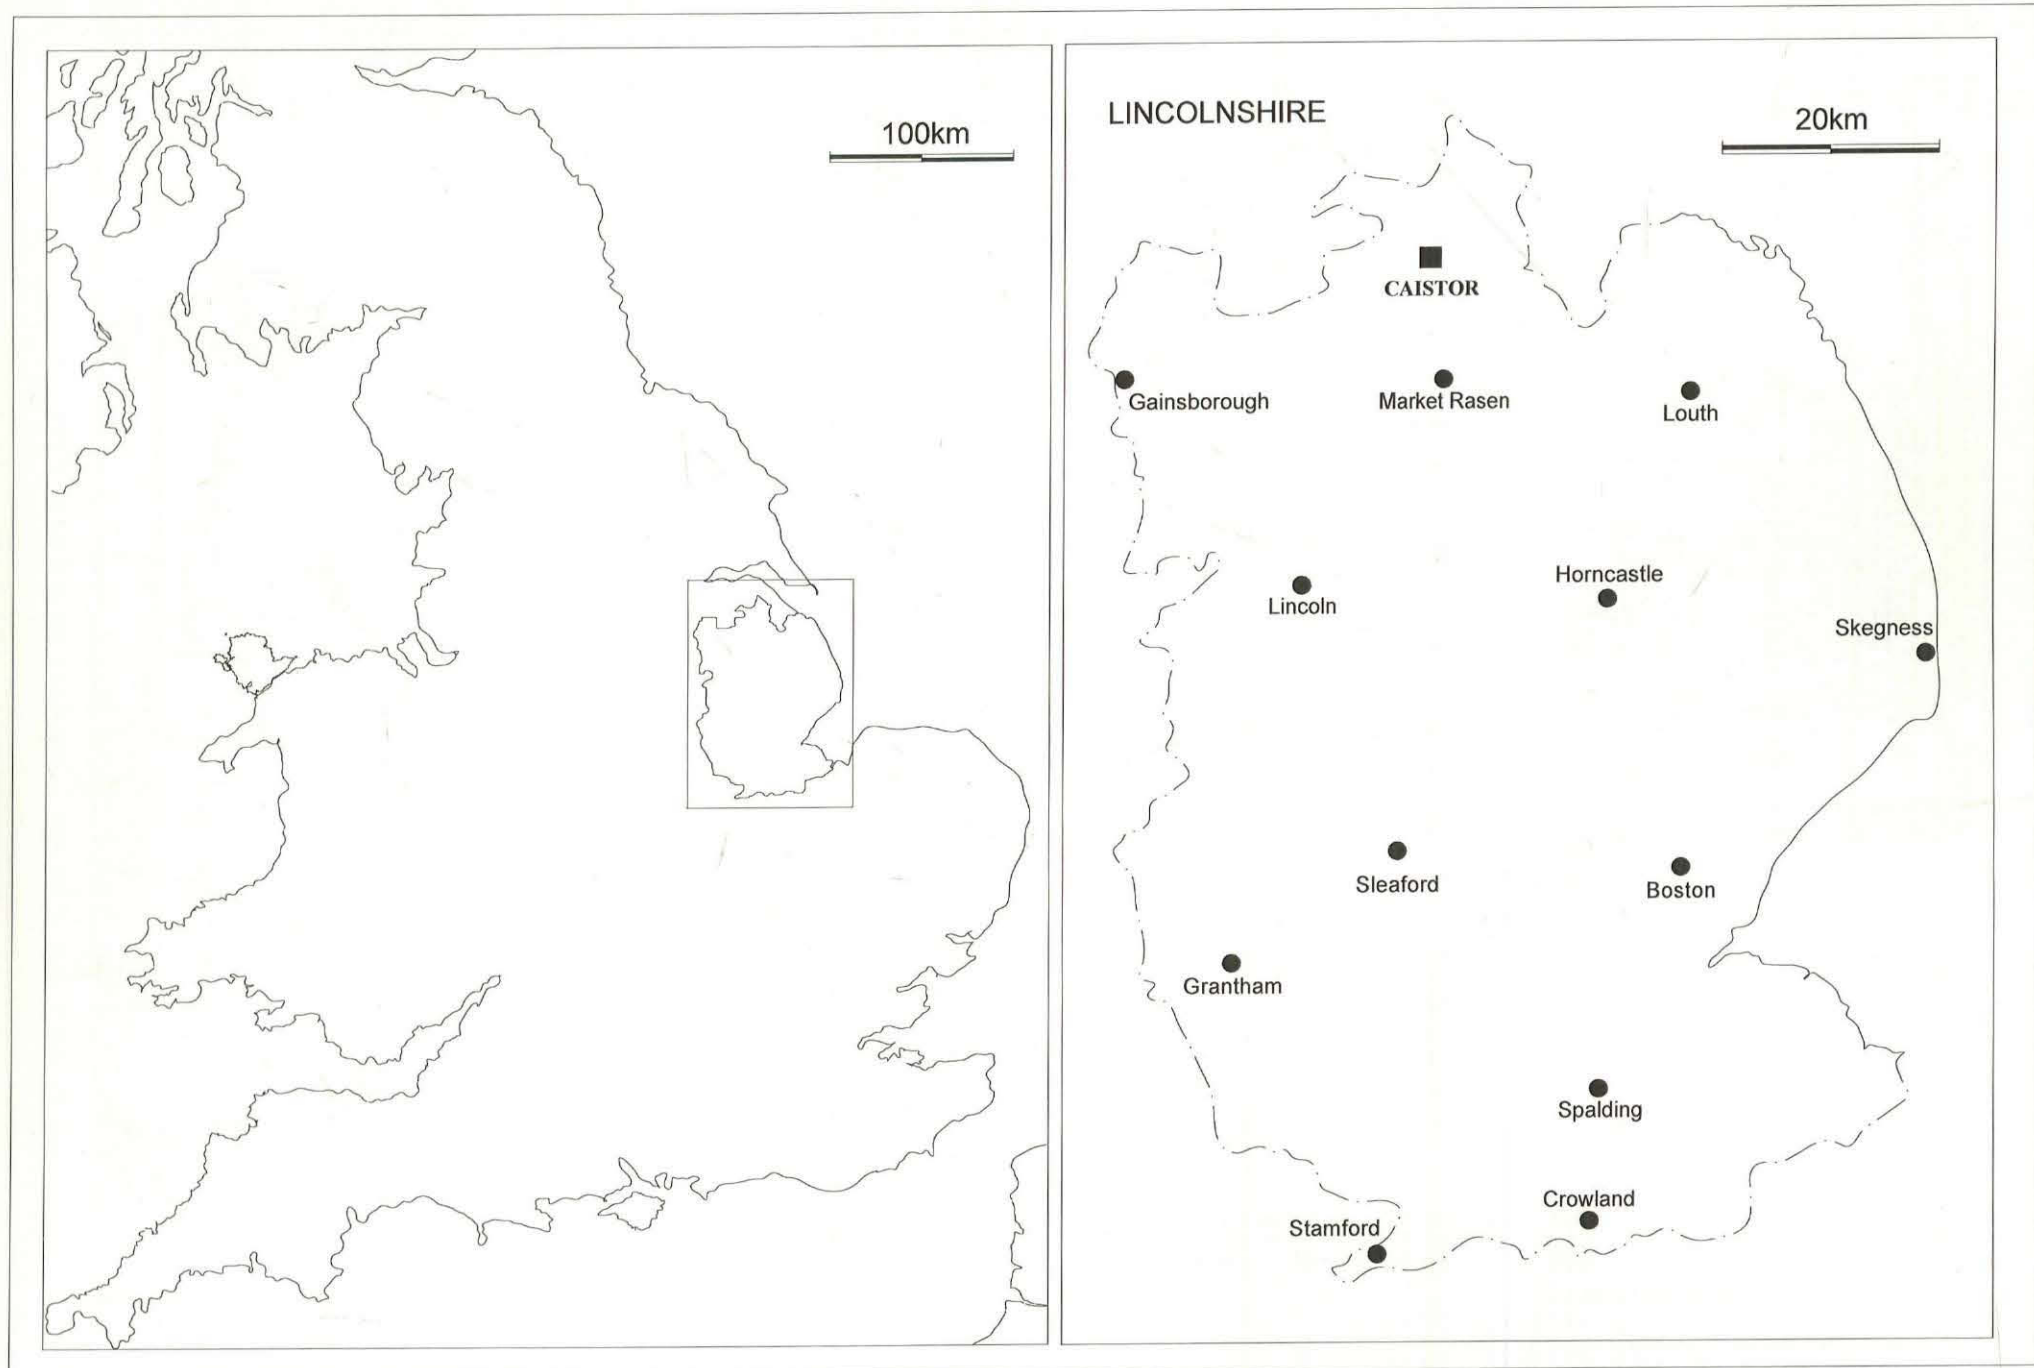 100km
LINCOLNSHIRE
20km
CAISTOR
Gainsborough
Market Rasen
Louth
Horncastle
Lincoln
Skegness
Sleaford
Boston
Grantham
Spalding
Crowland
Stamford